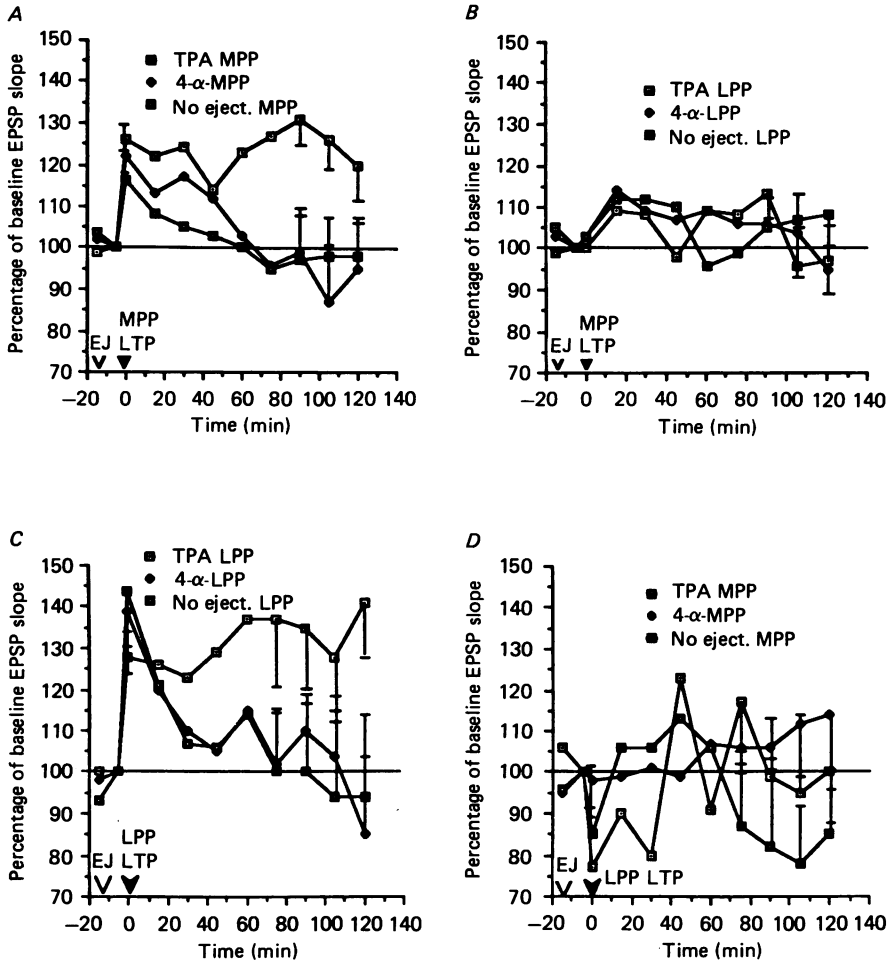 A
Percentage of baseline EPSP slope
150
140
130
120
110
100
90
80
70
TPA MPP
4-α-MPP
No eject. MPP
MPP
EJ LTP
−20 0 20 40 60 80 100 120 140
Time (min)
B
Percentage of baseline EPSP slope
150
140
130
120
110
100
90
80
70
TPA LPP
4-α-LPP
No eject. LPP
MPP
EJ LTP
−20 0 20 40 60 80 100 120 140
Time (min)
C
Percentage of baseline EPSP slope
150
140
130
120
110
100
90
80
70
TPA LPP
4-α-LPP
No eject. LPP
LPP
EJ LTP
−20 0 20 40 60 80 100 120 140
Time (min)
D
Percentage of baseline EPSP slope
150
140
130
120
110
100
90
80
70
TPA MPP
4-α-MPP
No eject. MPP
EJ
LPP LTP
−20 0 20 40 60 80 100 120 140
Time (min)